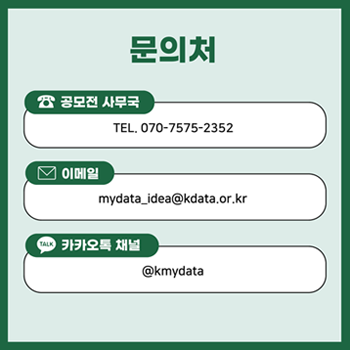 문의처
공모전 사무국
TEL. 070-7575-2352
이메일
mydata_idea@kdata.or.kr
TALK 카카오톡 채널
@kmydata